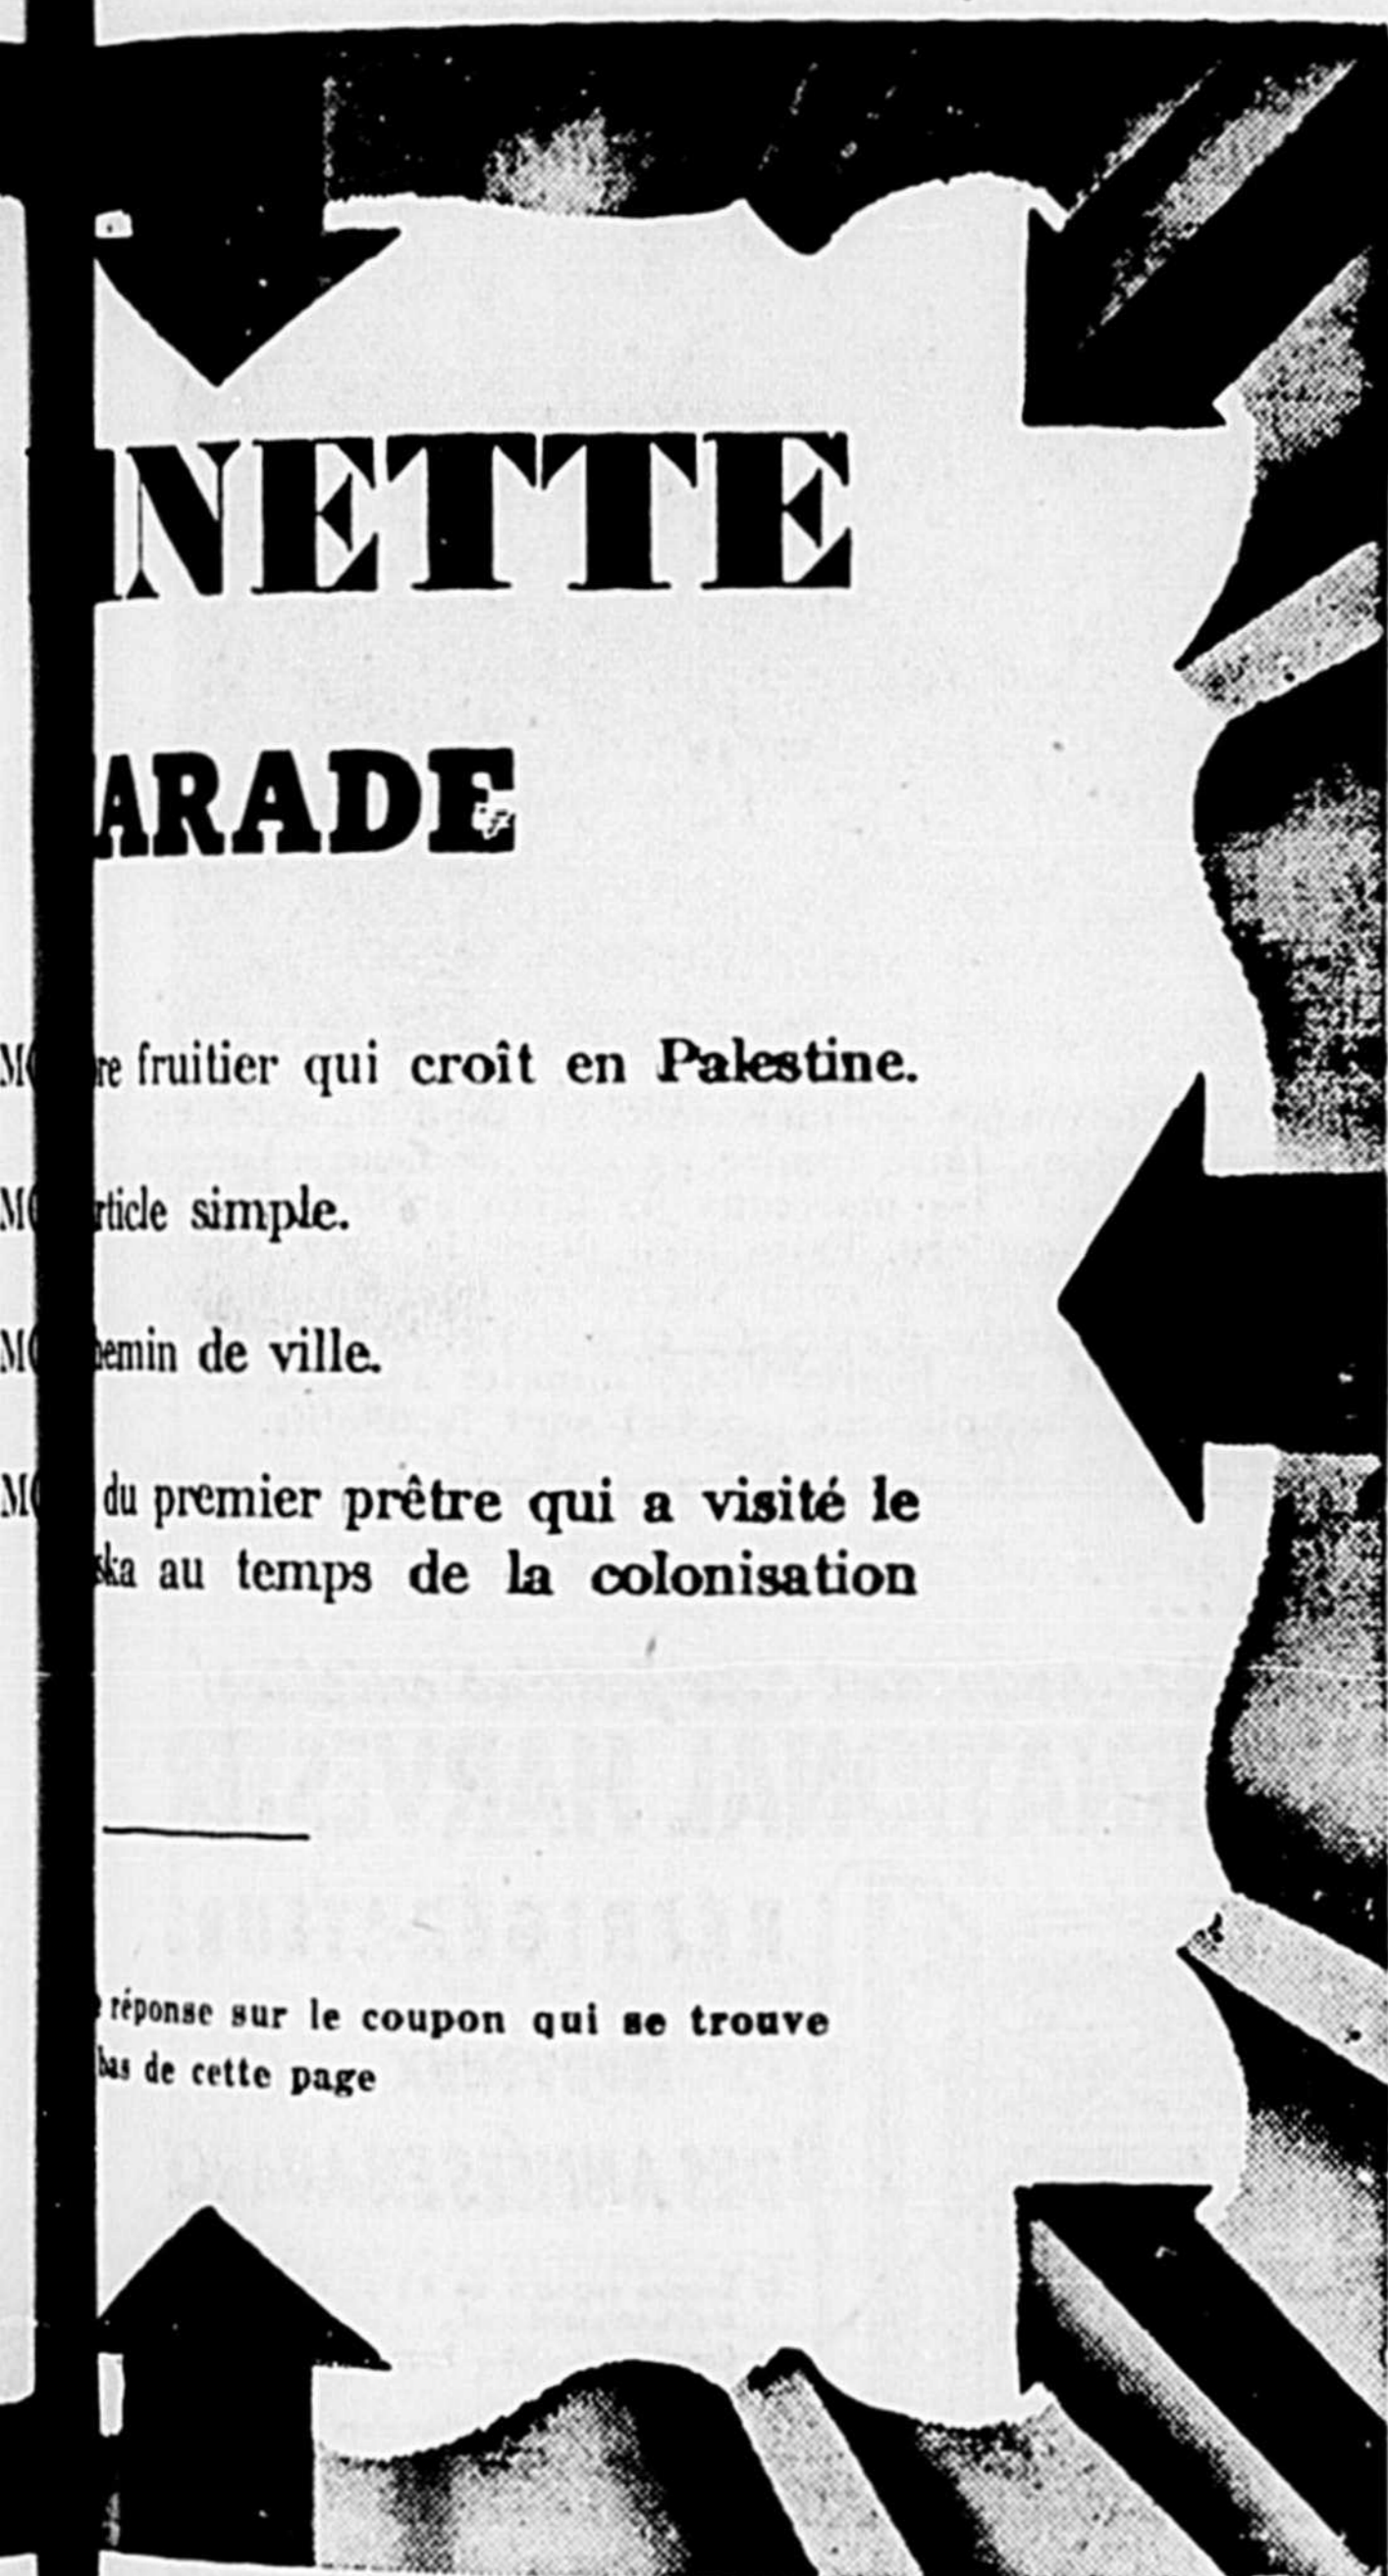 NETTE
ARADE
re fruitier qui croît en Palestine.
rticle simple.
hemin de ville.
du premier prêtre qui a visité le
ska au temps de la colonisation
réponse sur le coupon qui se trouve
bas de cette page